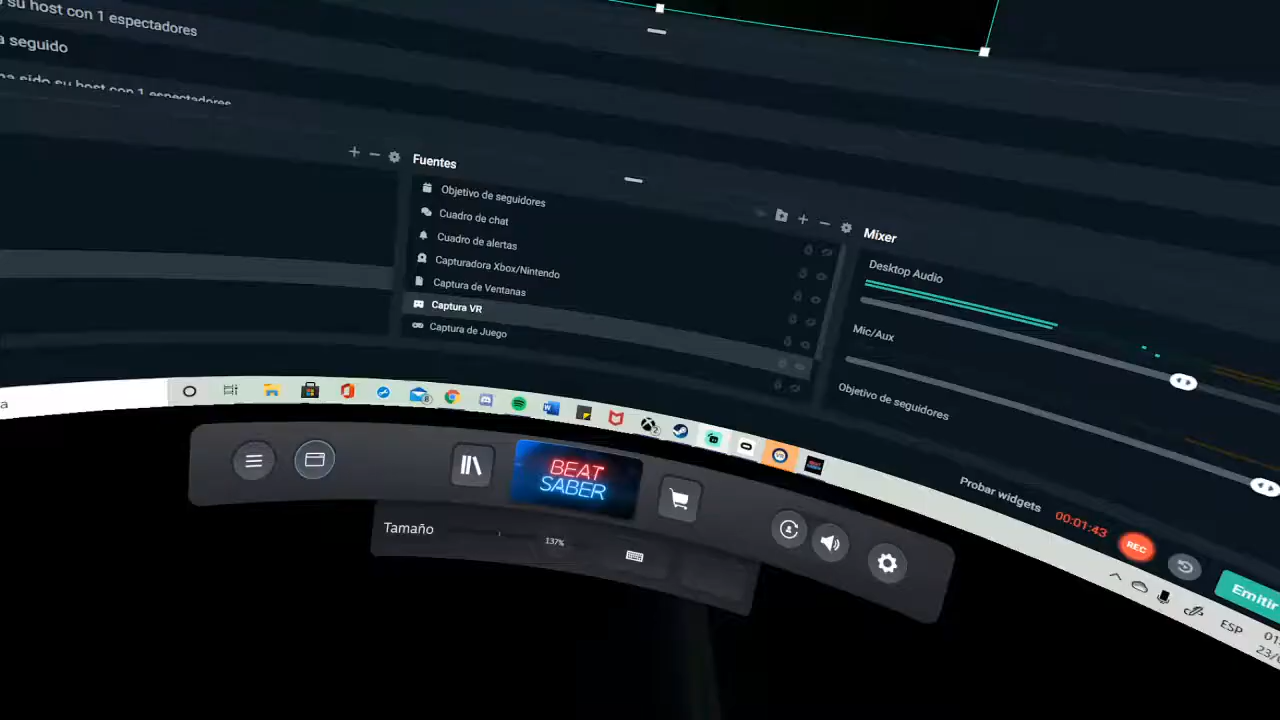 su host con 1 espectadores
a seguido
ha sido su host con 1 espectadores
Fuentes
Objetivo de seguidores
Cuadro de chat
Cuadro de alertas
Capturadora Xbox/Nintendo
Captura de Ventanas
Captura VR
Captura de Juego
Mixer
Desktop Audio
Mic/Aux
Objetivo de seguidores
a
8
2
BEAT
SABER
Tamaño
137%
Probar widgets
00:01:43
REC
Emitir
ESP